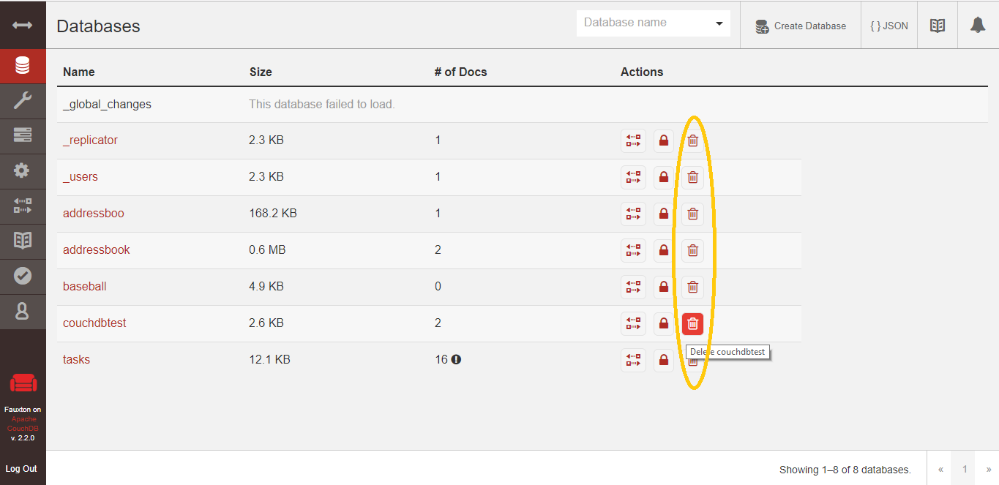 Databases
Database name
Create Database
{ } JSON
Name Size # of Docs Actions
_global_changes This database failed to load.
_replicator 2.3 KB 1
_users 2.3 KB 1
addressboo 168.2 KB 1
addressbook 0.6 MB 2
baseball 4.9 KB 0
couchdbtest 2.6 KB 2
Delete couchdbtest
tasks 12.1 KB 16
Fauxton on
Apache
CouchDB
v. 2.2.0
Log Out
Showing 1–8 of 8 databases.
« 1 »